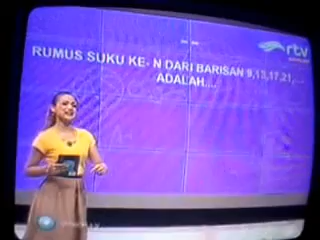 rtv
RUMUS SUKU KE- N DARI BARISAN 9,13,17,21, ...
ADALAH....